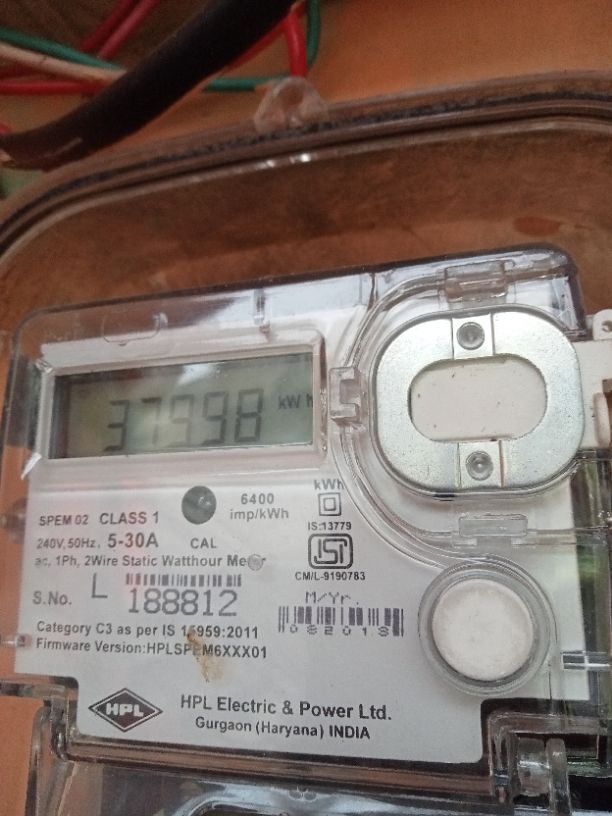 37998 kWh
6400
imp/kWh
kWh
SPEM 02 CLASS 1
240V, 50Hz, 5-30A CAL
ac, 1Ph, 2Wire Static Watthour Meter
IS:13779
ISI
CM/L-9190783
S.No. L 188812
M/Yr.
Category C3 as per IS 15959:2011
Firmware Version:HPLSPEM6XXX01
HPL
HPL Electric & Power Ltd.
Gurgaon (Haryana) INDIA